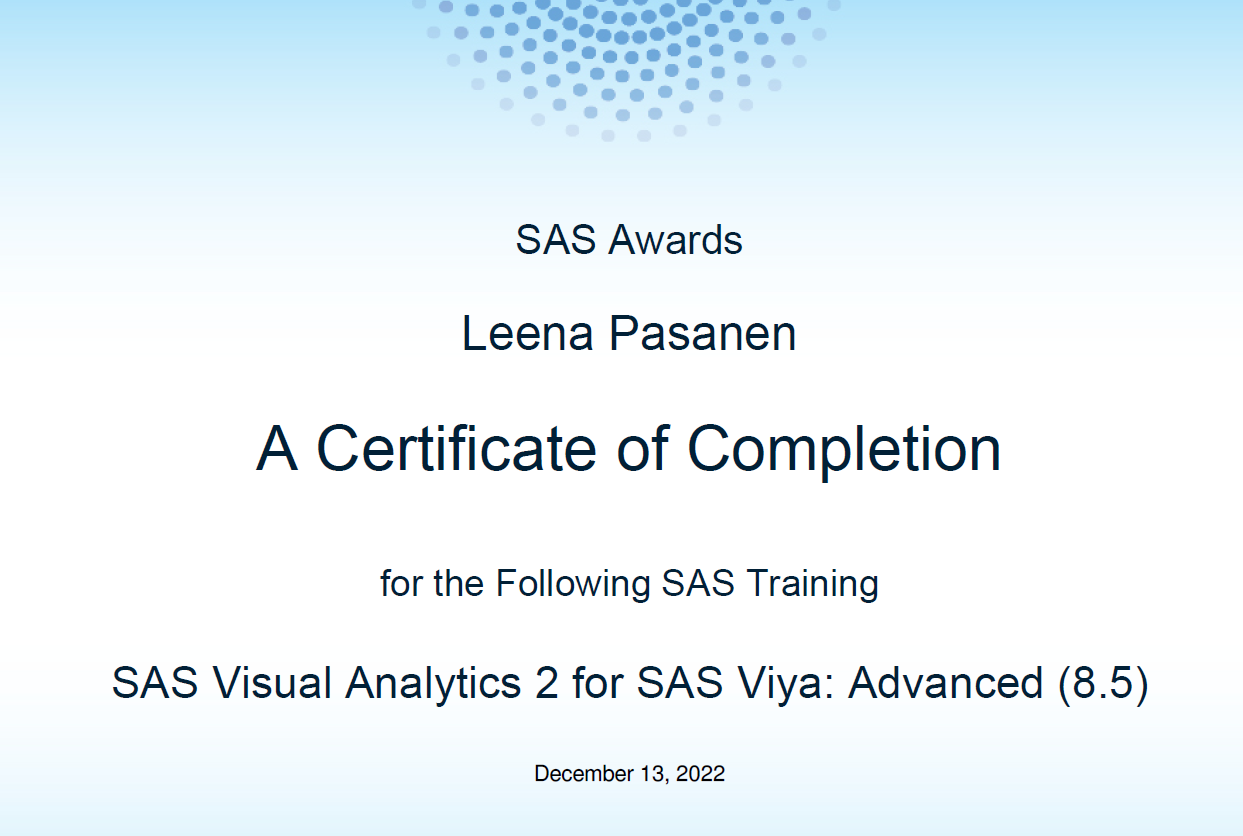 SAS Awards
Leena Pasanen
A Certificate of Completion
for the Following SAS Training
SAS Visual Analytics 2 for SAS Viya: Advanced (8.5)
December 13, 2022